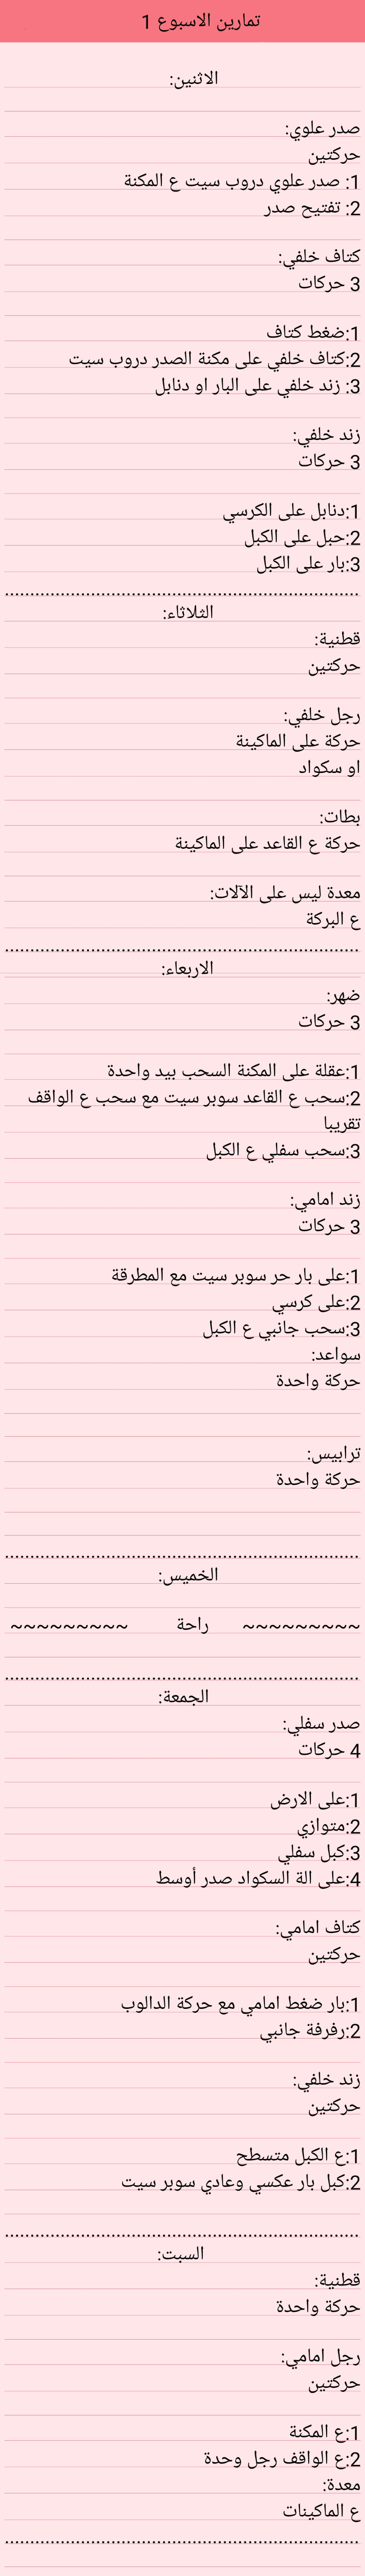 تمارين الاسبوع 1
الاثنين:
صدر علوي:
حركتين
1: صدر علوي دروب سيت ع المكنة
2: تفتيح صدر
كتاف خلفي:
3 حركات
1:ضغط كتاف
2:كتاف خلفي على مكنة الصدر دروب سيت
3: زند خلفي على البار او دنابل
زند خلفي:
3 حركات
1:دنابل على الكرسي
2:حبل على الكبل
3:بار على الكبل
........................................................................
الثلاثاء:
قطنية:
حركتين
رجل خلفي:
حركة على الماكينة
او سكواد
بطات:
حركة ع القاعد على الماكينة
معدة ليس على الآلات:
ع البركة
........................................................................
الاربعاء:
ضهر:
3 حركات
1:عقلة على المكنة السحب بيد واحدة
2:سحب ع القاعد سوبر سيت مع سحب ع الواقف
تقريبا
3:سحب سفلي ع الكبل
زند امامي:
3 حركات
1:على بار حر سوبر سيت مع المطرقة
2:على كرسي
3:سحب جانبي ع الكبل
سواعد:
حركة واحدة
ترابيس:
حركة واحدة
........................................................................
الخميس:
~~~~~~~~~ راحة ~~~~~~~~~
........................................................................
الجمعة:
صدر سفلي:
4 حركات
1:على الارض
2:متوازي
3:كبل سفلي
4:على الة السكواد صدر أوسط
كتاف امامي:
حركتين
1:بار ضغط امامي مع حركة الدالوب
2:رفرفة جانبي
زند خلفي:
حركتين
1:ع الكبل متسطح
2:كبل بار عكسي وعادي سوبر سيت
........................................................................
السبت:
قطنية:
حركة واحدة
رجل امامي:
حركتين
1:ع المكنة
2:ع الواقف رجل وحدة
معدة:
ع الماكينات
........................................................................